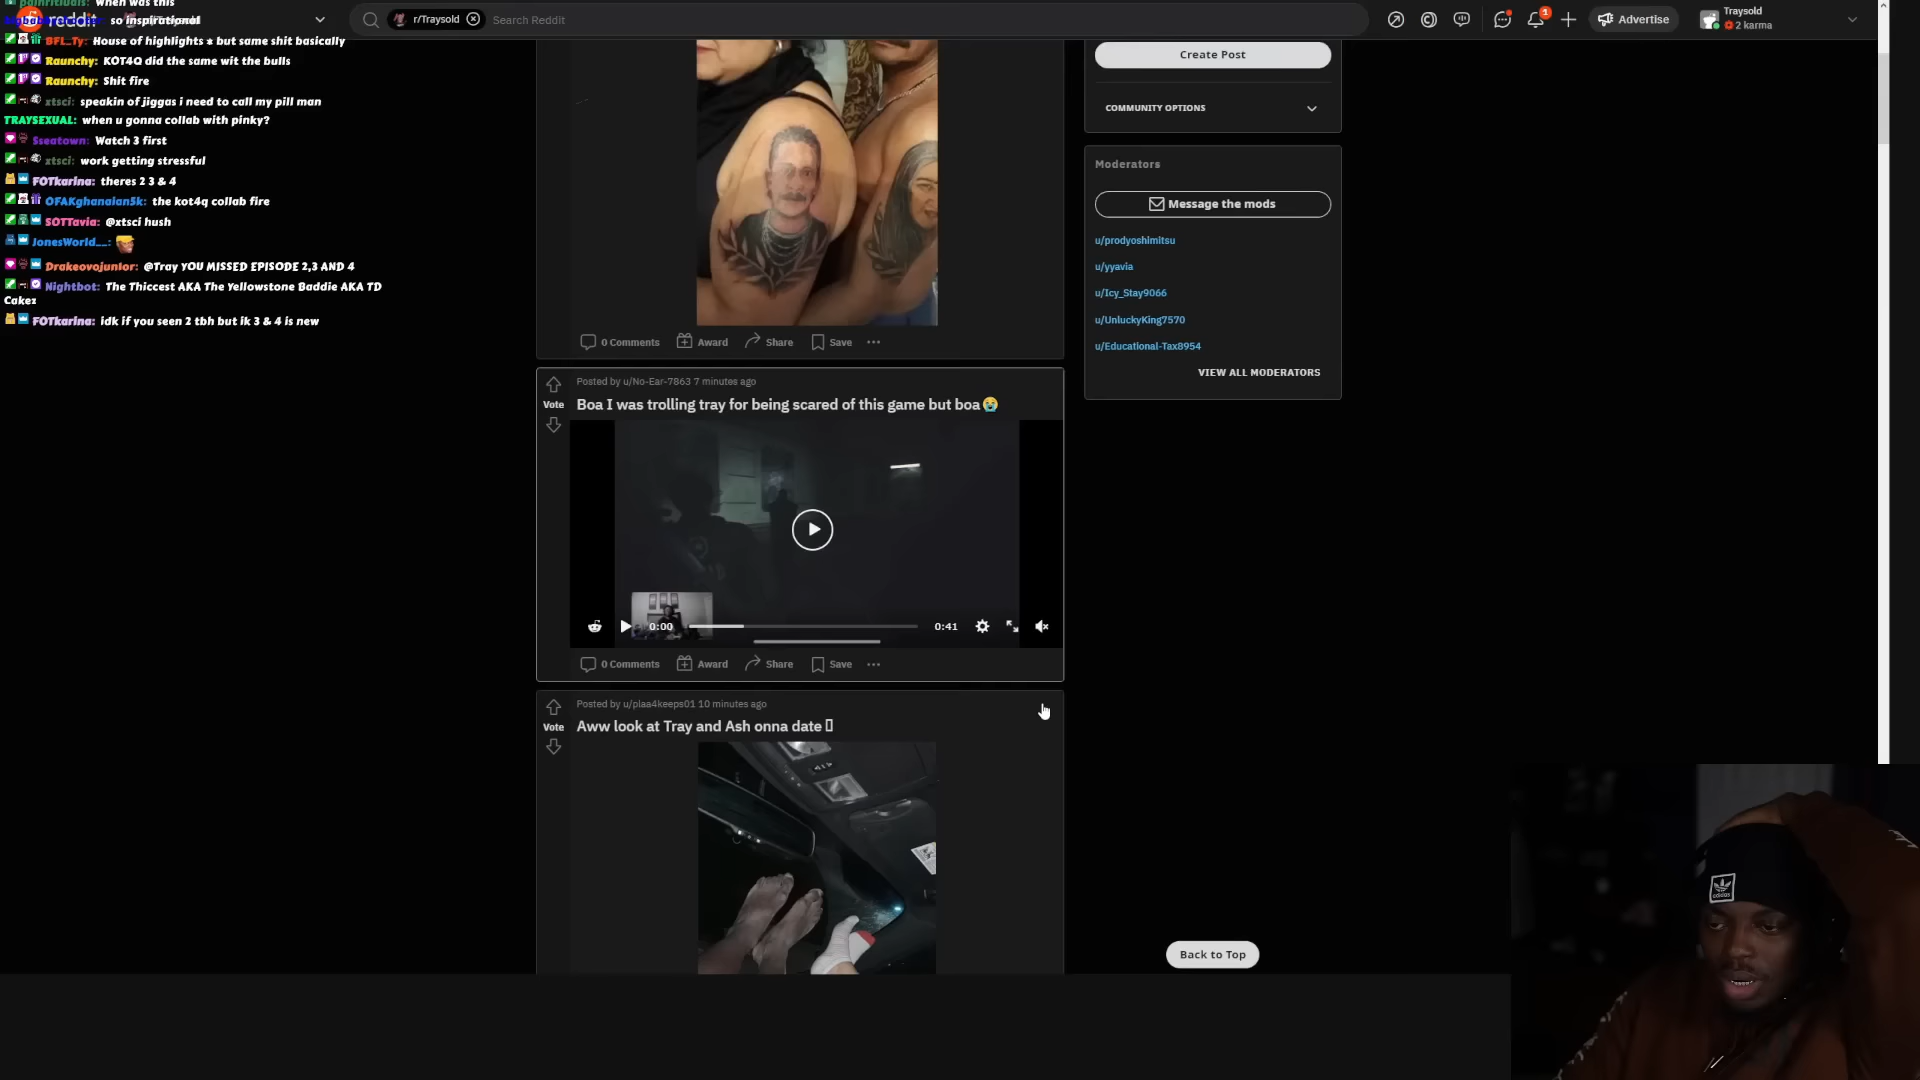 painrituals: when was this
so inspirational
reddit
BFL_Ty: House of highlights * but same shit basically
Raunchy: KOT4Q did the same wit the bulls
Raunchy: Shit fire
xtsci: speakin of jiggas i need to call my pill man
TRAYSEXUAL: when u gonna collab with pinky?
Sseatown: Watch 3 first
xtsci: work getting stressful
FOTkarina: theres 2 3 & 4
OFAKghanaian5k: the kot4q collab fire
SOTTavia: @xtsci hush
JonesWorld__:
Drakeovojunior: @Tray YOU MISSED EPISODE 2,3 AND 4
Nightbot: The Thiccest AKA The Yellowstone Baddie AKA TD
Cakez
FOTkarina: idk if you seen 2 tbh but ik 3 & 4 is new
r/Traysold
Search Reddit
1
Advertise
Traysold
2 karma
0 Comments Award Share Save
Posted by u/No-Ear-7863 7 minutes ago
Vote
Boa I was trolling tray for being scared of this game but boa😭
0:00
0:41
0 Comments Award Share Save
Posted by u/plaa4keeps01 10 minutes ago
Vote
Aww look at Tray and Ash onna date
Create Post
COMMUNITY OPTIONS
Moderators
Message the mods
u/prodyoshimitsu
u/yyavia
u/Icy_Stay9066
u/UnluckyKing7570
u/Educational-Tax8954
VIEW ALL MODERATORS
Back to Top
adidas